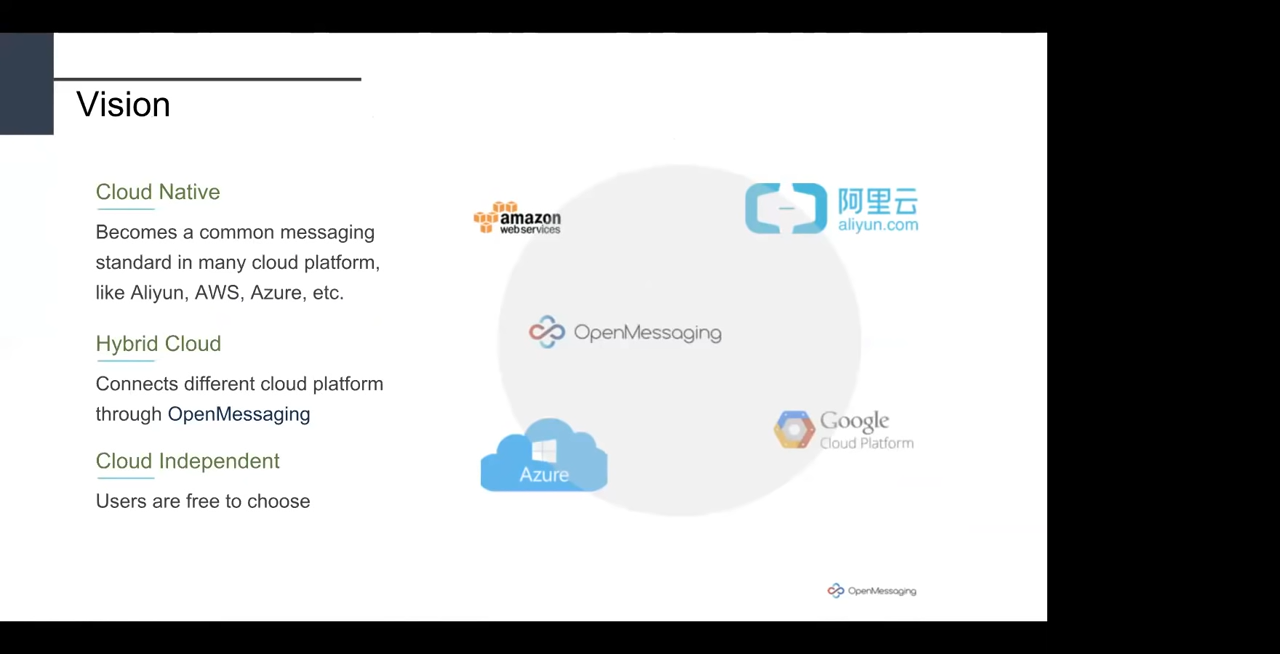 Vision
Cloud Native
Becomes a common messaging
standard in many cloud platform,
like Aliyun, AWS, Azure, etc.
Hybrid Cloud
Connects different cloud platform
through OpenMessaging
Cloud Independent
Users are free to choose
amazon
webservices
阿里云
aliyun.com
OpenMessaging
Azure
Google
Cloud Platform
OpenMessaging